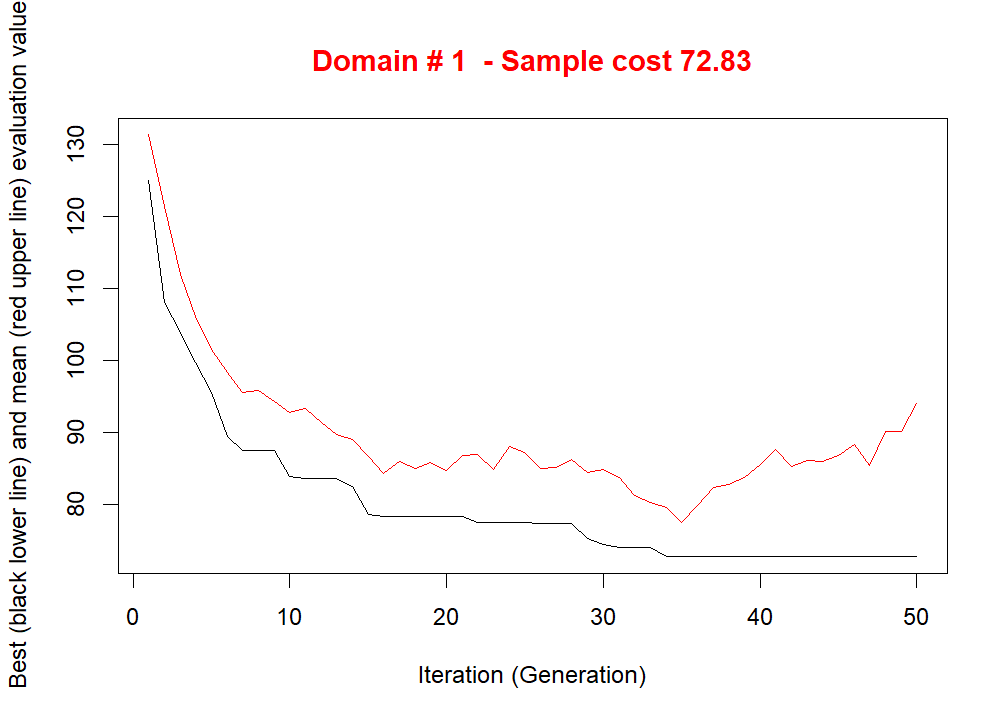 Domain # 1  - Sample cost 72.83
Best (black lower line) and mean (red upper line) evaluation value
130
120
110
100
90
80
0 10 20 30 40 50
Iteration (Generation)